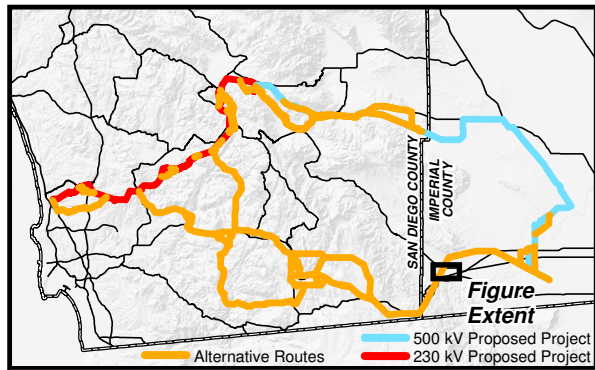 SAN DIEGO COUNTY
IMPERIAL
COUNTY
Figure
Extent
500 kV Proposed Project
Alternative Routes
230 kV Proposed Project